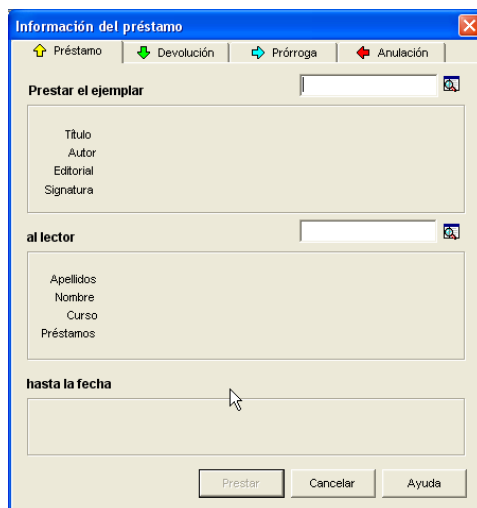 Información del préstamo
Préstamo Devolución Prórroga Anulación
Prestar el ejemplar
Título
Autor
Editorial
Signatura
al lector
Apellidos
Nombre
Curso
Préstamos
hasta la fecha
Prestar Cancelar Ayuda